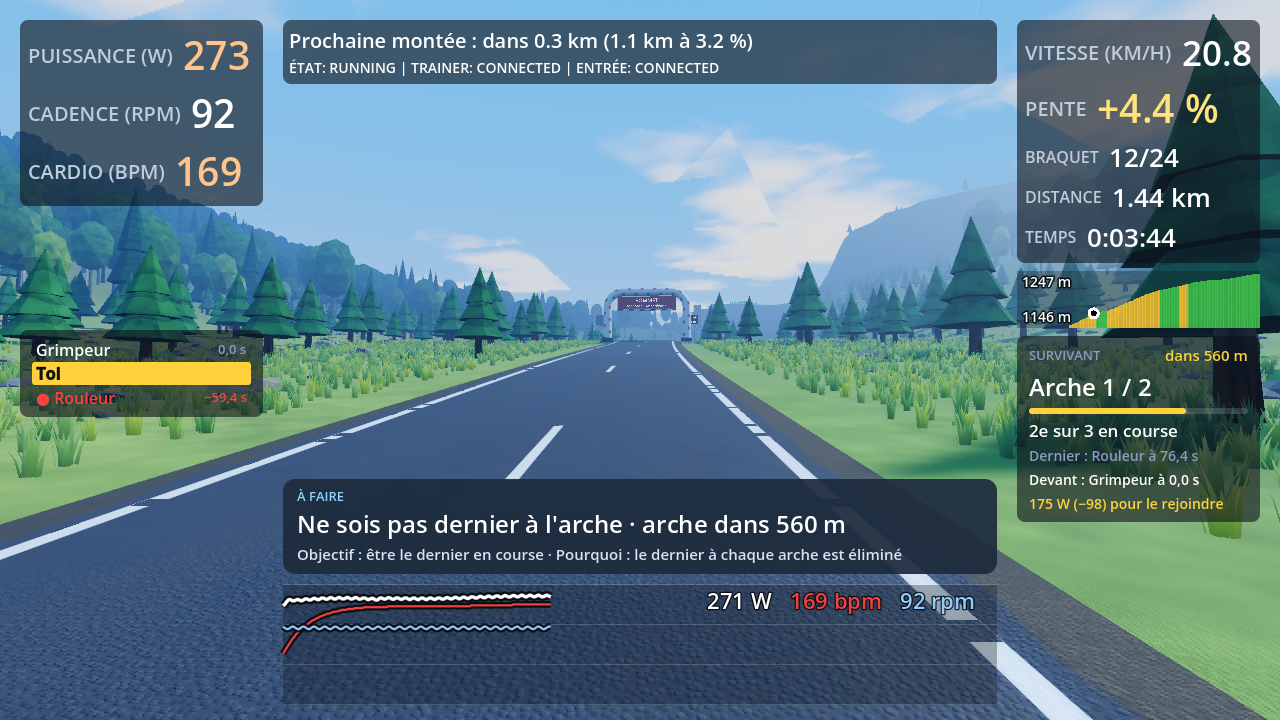 PUISSANCE (W) 273
CADENCE (RPM) 92
CARDIO (BPM) 169
Prochaine montée : dans 0.3 km (1.1 km à 3.2 %)
ÉTAT: RUNNING | TRAINER: CONNECTED | ENTRÉE: CONNECTED
VITESSE (KM/H) 20.8
PENTE +4.4 %
BRAQUET 12/24
DISTANCE 1.44 km
TEMPS 0:03:44
1247 m
1146 m
SOMMET
Grimpeur 0,0 s
Toi
Rouleur −59,4 s
SURVIVANT dans 560 m
Arche 1 / 2
2e sur 3 en course
Dernier : Rouleur à 76,4 s
Devant : Grimpeur à 0,0 s
175 W (−98) pour le rejoindre
À FAIRE
Ne sois pas dernier à l'arche · arche dans 560 m
Objectif : être le dernier en course · Pourquoi : le dernier à chaque arche est éliminé
271 W 169 bpm 92 rpm